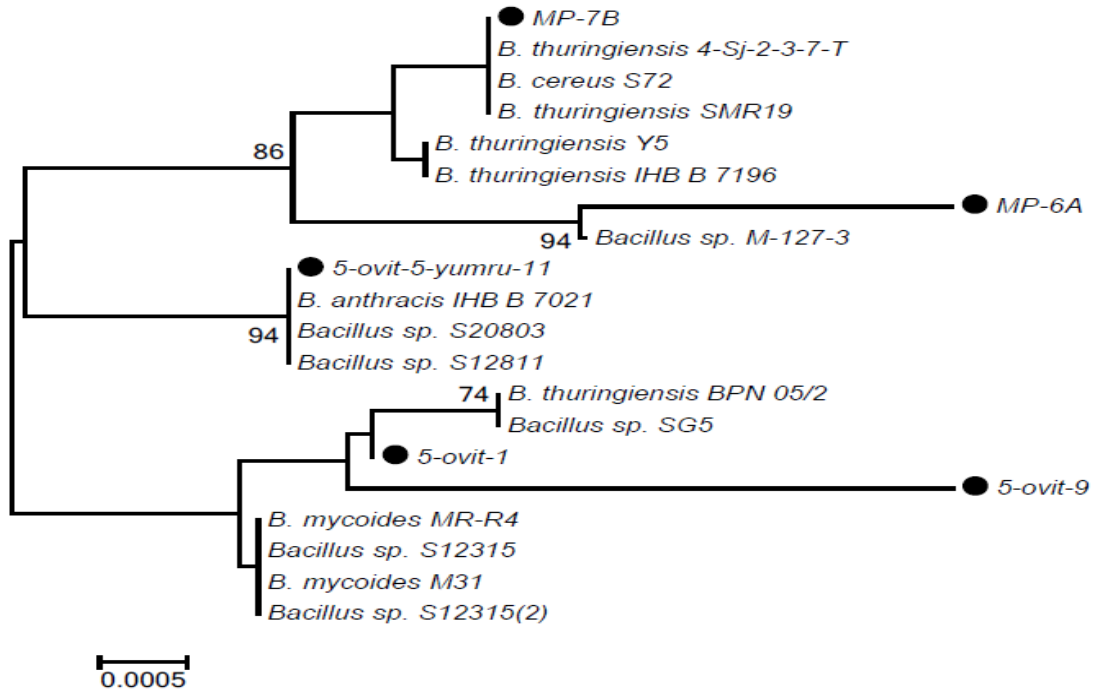 MP-7B
B. thuringiensis 4-Sj-2-3-7-T
B. cereus S72
B. thuringiensis SMR19
B. thuringiensis Y5
86
B. thuringiensis IHB B 7196
MP-6A
94 Bacillus sp. M-127-3
5-ovit-5-yumru-11
B. anthracis IHB B 7021
94 Bacillus sp. S20803
Bacillus sp. S12811
74 B. thuringiensis BPN 05/2
Bacillus sp. SG5
5-ovit-1
5-ovit-9
B. mycoides MR-R4
Bacillus sp. S12315
B. mycoides M31
Bacillus sp. S12315(2)
0.0005